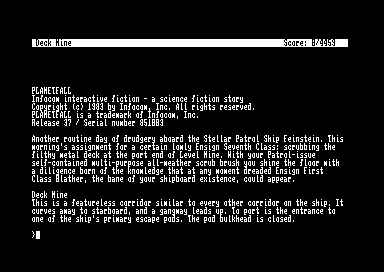 Deck Nine Score: 0/4453
PLANETFALL
Infocom interactive fiction - a science fiction story
Copyright (c) 1983 by Infocom, Inc. All rights reserved.
PLANETFALL is a trademark of Infocom, Inc.
Release 37 / Serial number 851003
Another routine day of drudgery aboard the Stellar Patrol Ship Feinstein. This
morning's assignment for a certain lowly Ensign Seventh Class: scrubbing the
filthy metal deck at the port end of Level Nine. With your Patrol-issue
self-contained multi-purpose all-weather scrub brush you shine the floor with
a diligence born of the knowledge that at any moment dreaded Ensign First
Class Blather, the bane of your shipboard existence, could appear.
Deck Nine
This is a featureless corridor similar to every other corridor on the ship. It
curves away to starboard, and a gangway leads up. To port is the entrance to
one of the ship's primary escape pods. The pod bulkhead is closed.
>